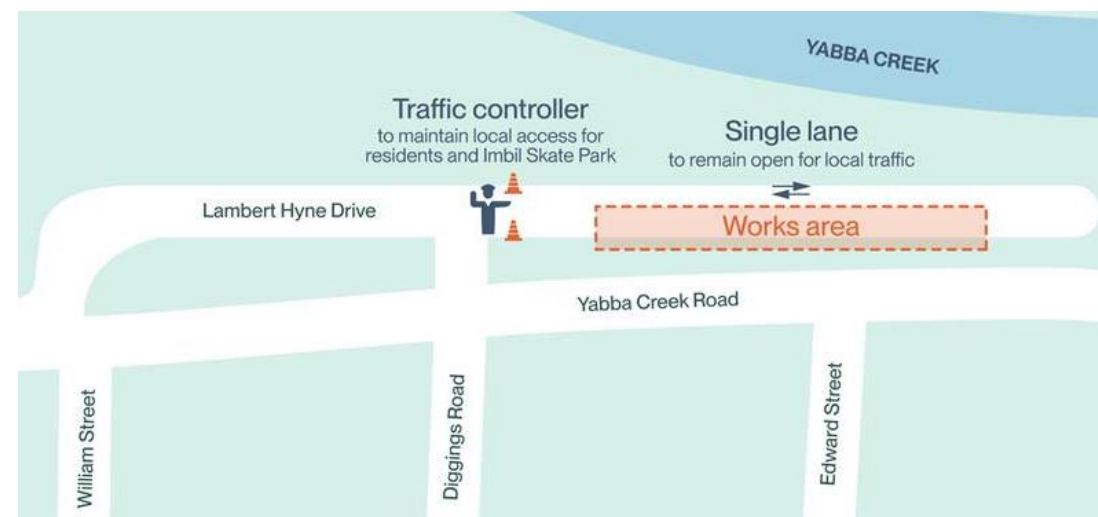 YABBA CREEK
Traffic controller
to maintain local access for
residents and Imbil Skate Park
Single lane
to remain open for local traffic
Lambert Hyne Drive
Works area
Yabba Creek Road
William Street
Diggings Road
Edward Street